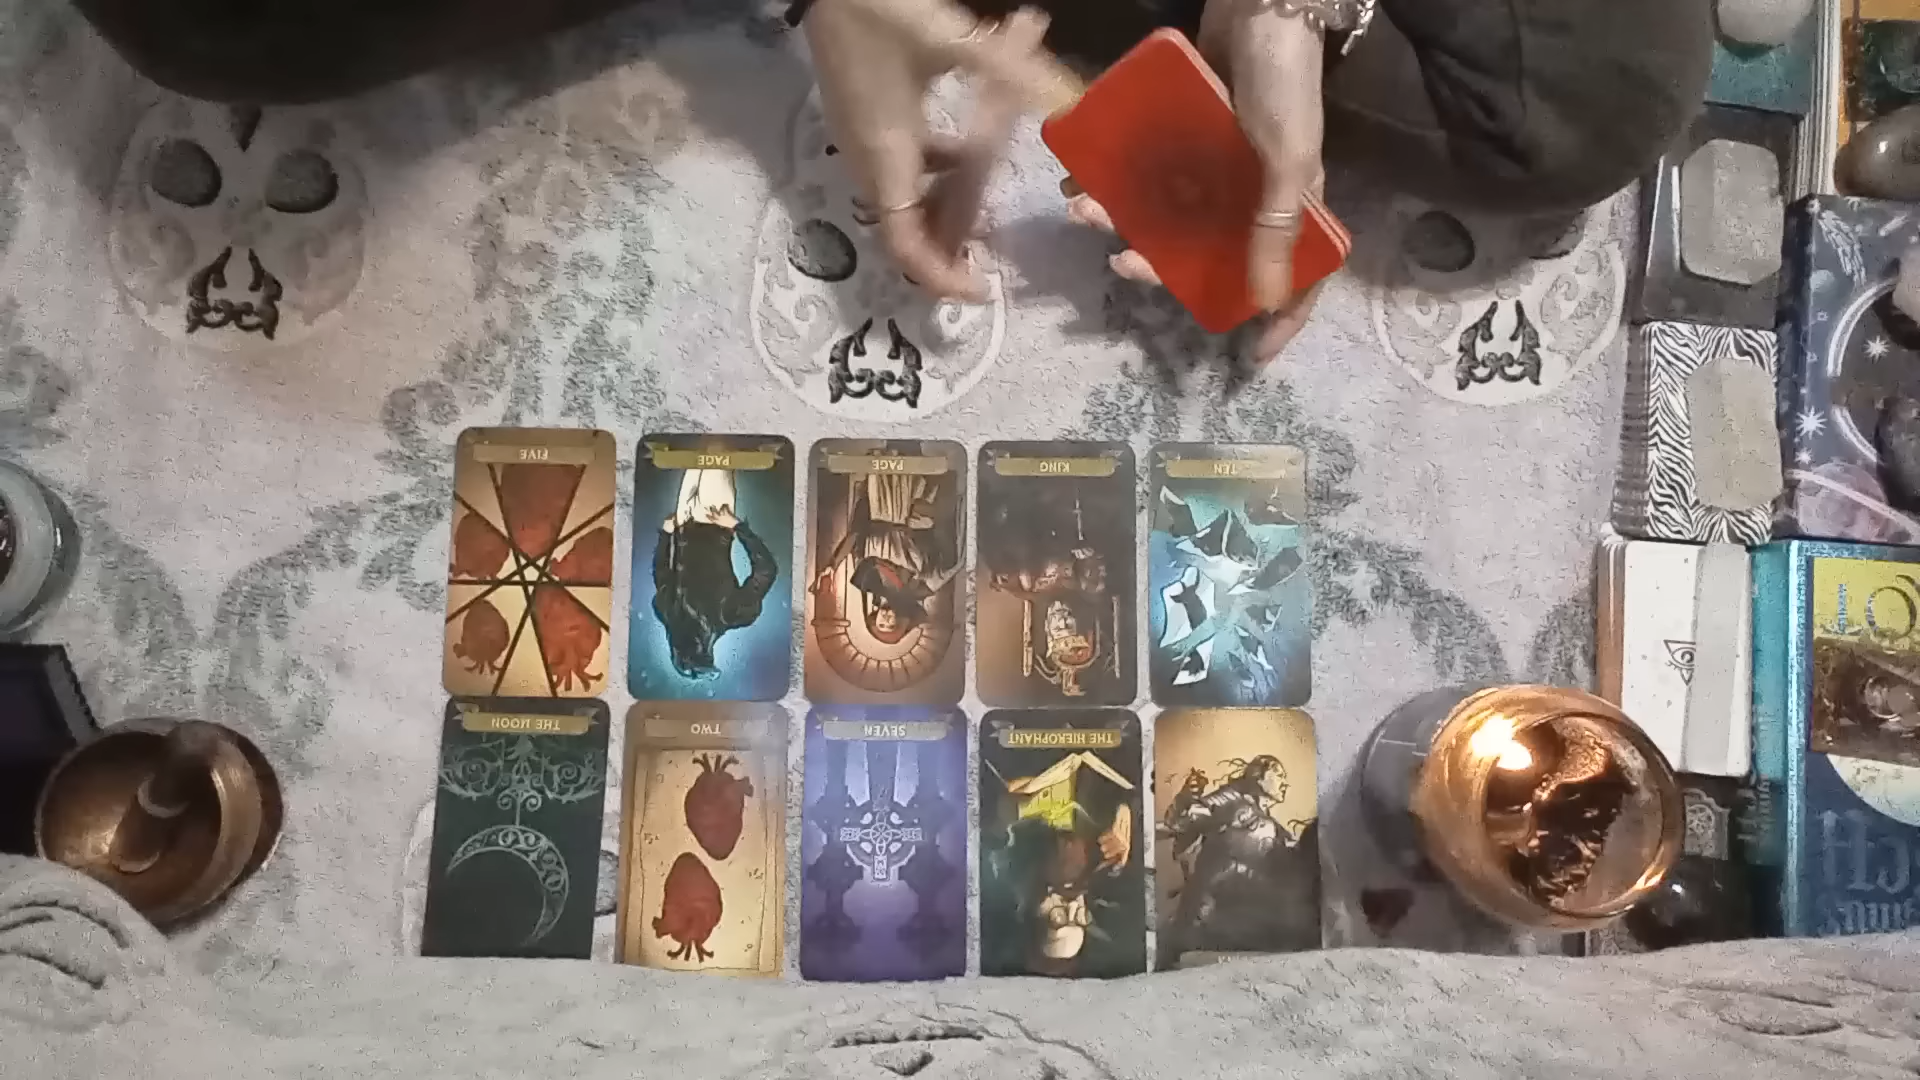 FIVE
PAGE
PAGE
KING
TEN
THE MOON
TWO
SEVEN
THE HIEROPHANT